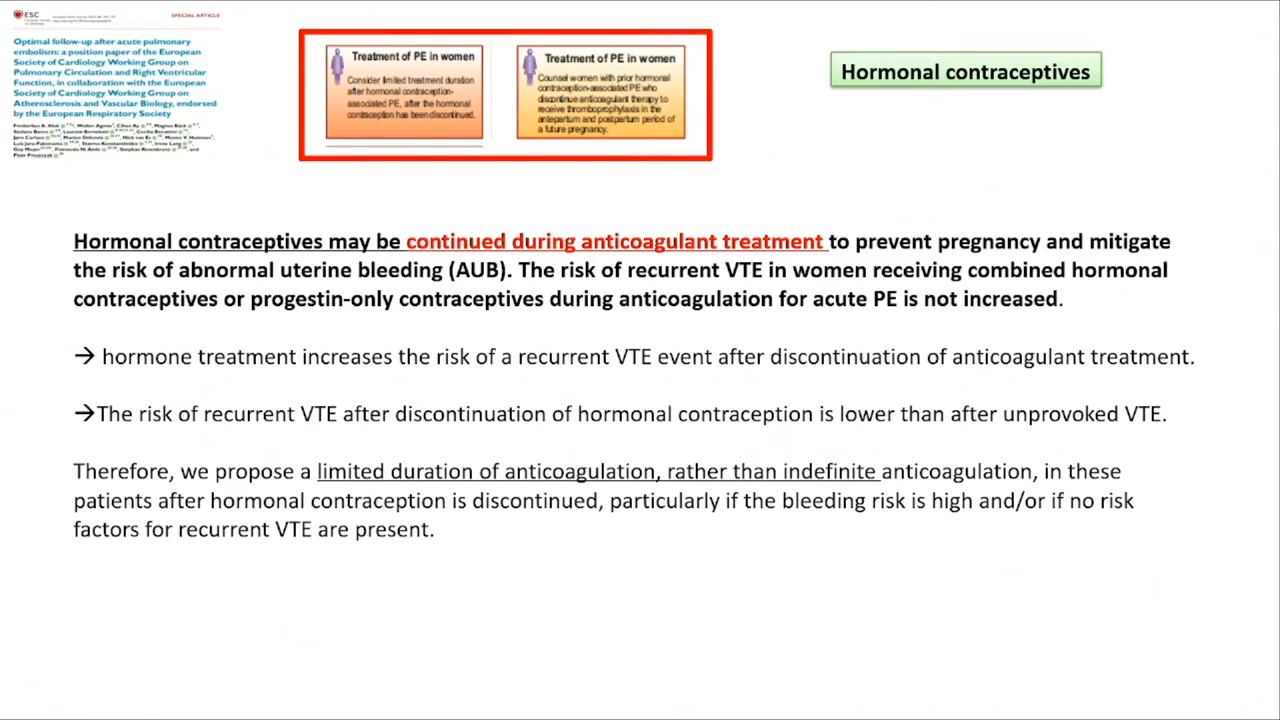 ESC
SPECIAL ARTICLE
Optimal follow-up after acute pulmonary
embolism: a position paper of the European
Society of Cardiology Working Group on
Pulmonary Circulation and Right Ventricular
Function, in collaboration with the European
Society of Cardiology Working Group on
Atherosclerosis and Vascular Biology, endorsed
by the European Respiratory Society
Treatment of PE in women
Consider limited treatment duration
after hormonal contraception-
associated PE, after the hormonal
contraception has been discontinued.
Treatment of PE in women
Counsel women with prior hormonal
contraception-associated PE who
discontinue anticoagulant therapy to
receive thromboprophylaxis in the
antepartum and postpartum period of
a future pregnancy.
Hormonal contraceptives
Hormonal contraceptives may be continued during anticoagulant treatment to prevent pregnancy and mitigate
the risk of abnormal uterine bleeding (AUB). The risk of recurrent VTE in women receiving combined hormonal
contraceptives or progestin-only contraceptives during anticoagulation for acute PE is not increased.
→ hormone treatment increases the risk of a recurrent VTE event after discontinuation of anticoagulant treatment.
→The risk of recurrent VTE after discontinuation of hormonal contraception is lower than after unprovoked VTE.
Therefore, we propose a limited duration of anticoagulation, rather than indefinite anticoagulation, in these
patients after hormonal contraception is discontinued, particularly if the bleeding risk is high and/or if no risk
factors for recurrent VTE are present.